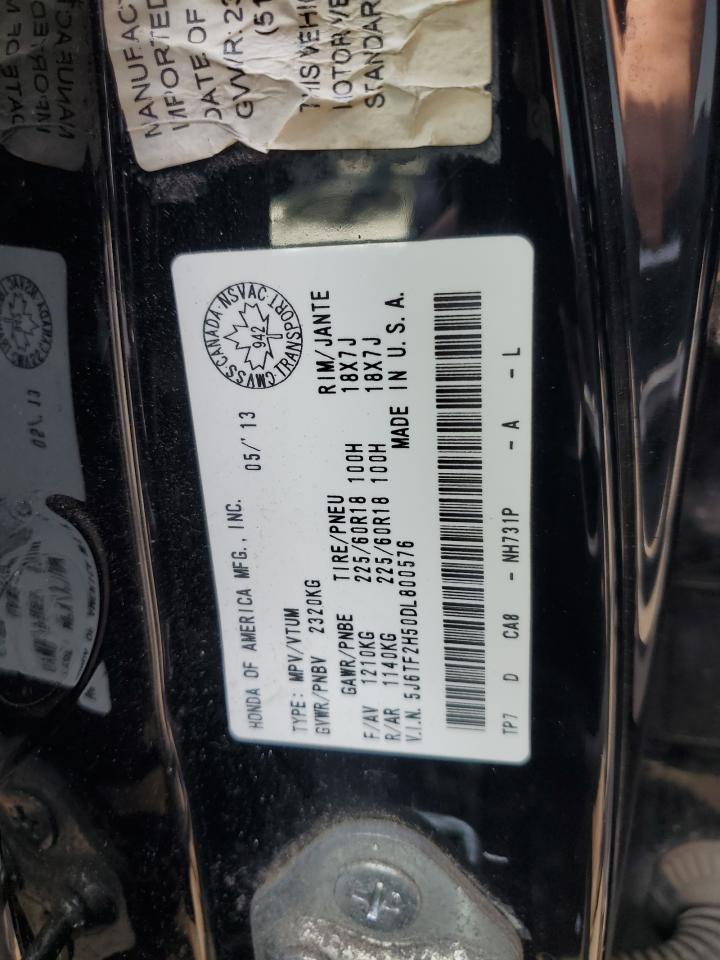 MANUFAC
IMPORTED
DATE OF
GVWR:23
(51
THIS VEHIC
MOTOR VE
STANDAR
CANADA·NSVAC·TRANSPORT·CMVSS
942
HONDA OF AMERICA MFG., INC. 05/'13
TYPE: MPV/VTUM
GVWR/PNBV 2320KG
GAWR/PNBE TIRE/PNEU RIM/JANTE
F/AV 1210KG 225/60R18 100H 18X7J
R/AR 1140KG 225/60R18 100H 18X7J
V.I.N. 5J6TF2H50DL800576 MADE IN U.S.A.
TP7 D CA8 - NH731P - A - L